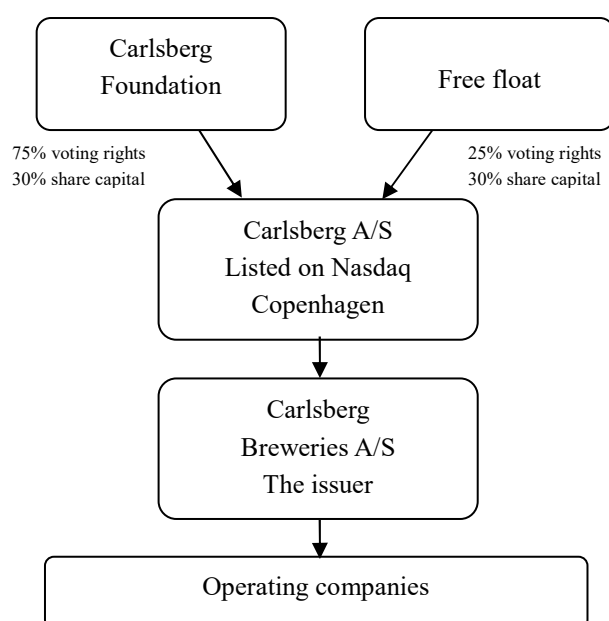 Carlsberg
Foundation
Free float
75% voting rights
30% share capital
25% voting rights
30% share capital
Carlsberg A/S
Listed on Nasdaq
Copenhagen
Carlsberg
Breweries A/S
The issuer
Operating companies